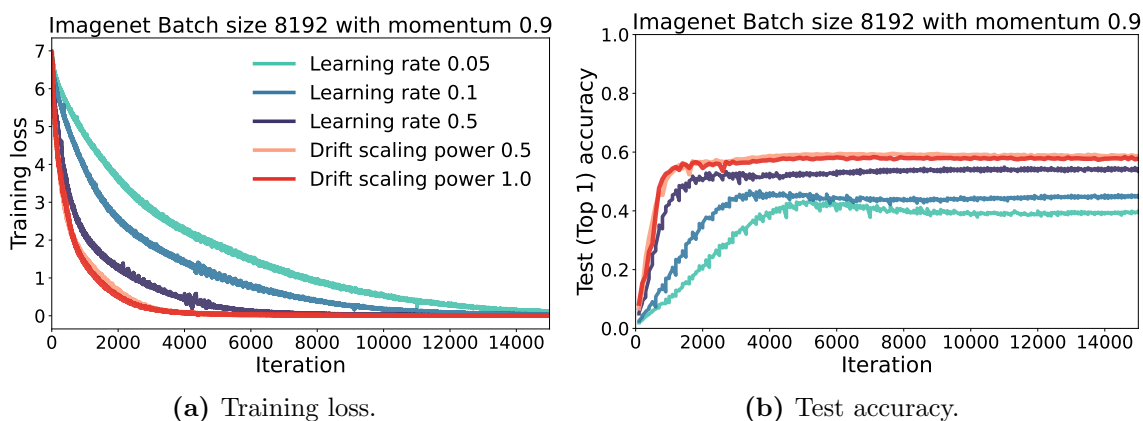 Imagenet Batch size 8192 with momentum 0.9
Training loss
7
6
5
4
3
2
1
0
Learning rate 0.05
Learning rate 0.1
Learning rate 0.5
Drift scaling power 0.5
Drift scaling power 1.0
0 2000 4000 6000 8000 10000 12000 14000
Iteration
(a) Training loss.
Imagenet Batch size 8192 with momentum 0.9
Test (Top 1) accuracy
1.0
0.8
0.6
0.4
0.2
0.0
0 2000 4000 6000 8000 10000 12000 14000
Iteration
(b) Test accuracy.